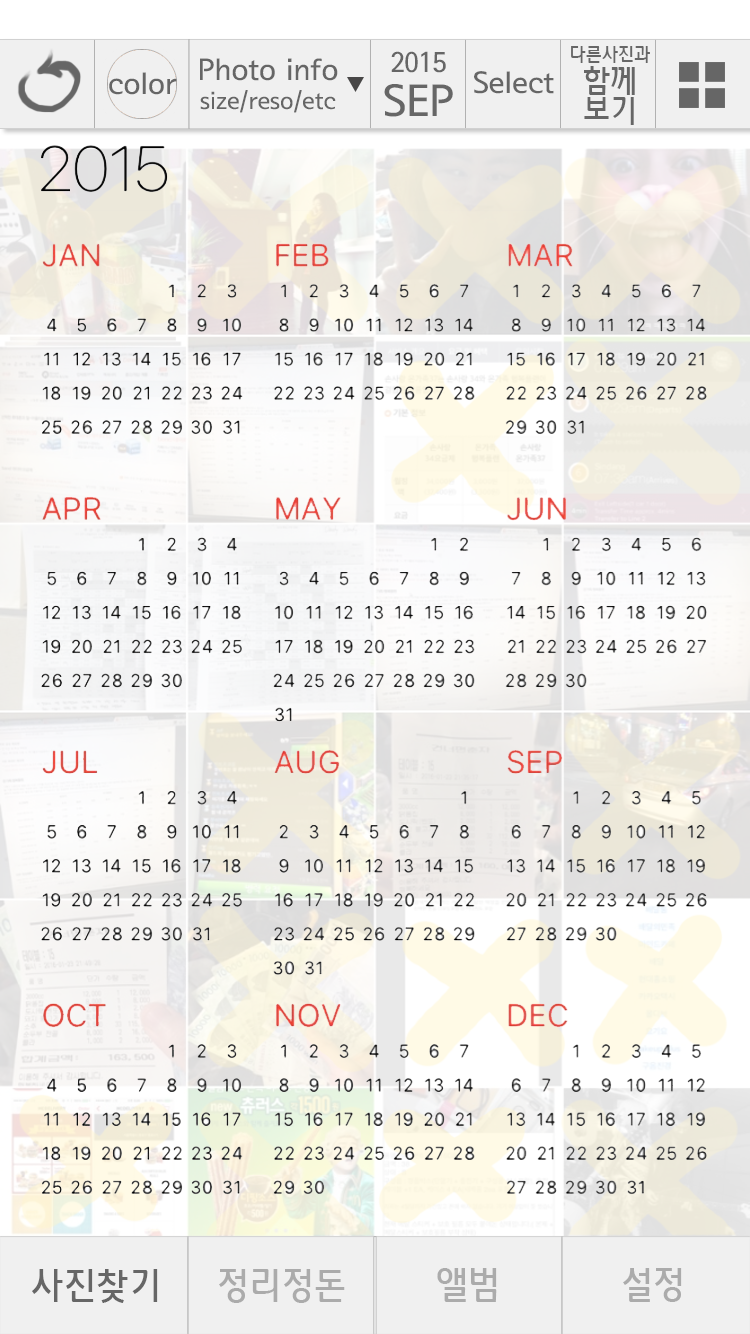 color
Photo info
size/reso/etc
▼
2015
SEP
Select
다른사진과
함께
보기
2015
JAN FEB MAR
1 2 3 1 2 3 4 5 6 7 1 2 3 4 5 6 7
4 5 6 7 8 9 10 8 9 10 11 12 13 14 8 9 10 11 12 13 14
11 12 13 14 15 16 17 15 16 17 18 19 20 21 15 16 17 18 19 20 21
18 19 20 21 22 23 24 22 23 24 25 26 27 28 22 23 24 25 26 27 28
25 26 27 28 29 30 31 29 30 31
APR MAY JUN
1 2 3 4 1 2 1 2 3 4 5 6
5 6 7 8 9 10 11 3 4 5 6 7 8 9 7 8 9 10 11 12 13
12 13 14 15 16 17 18 10 11 12 13 14 15 16 14 15 16 17 18 19 20
19 20 21 22 23 24 25 17 18 19 20 21 22 23 21 22 23 24 25 26 27
26 27 28 29 30 24 25 26 27 28 29 30 28 29 30
31
JUL AUG SEP
1 2 3 4 1 1 2 3 4 5
5 6 7 8 9 10 11 2 3 4 5 6 7 8 6 7 8 9 10 11 12
12 13 14 15 16 17 18 9 10 11 12 13 14 15 13 14 15 16 17 18 19
19 20 21 22 23 24 25 16 17 18 19 20 21 22 20 21 22 23 24 25 26
26 27 28 29 30 31 23 24 25 26 27 28 29 27 28 29 30
30 31
OCT NOV DEC
1 2 3 1 2 3 4 5 6 7 1 2 3 4 5
4 5 6 7 8 9 10 8 9 10 11 12 13 14 6 7 8 9 10 11 12
11 12 13 14 15 16 17 15 16 17 18 19 20 21 13 14 15 16 17 18 19
18 19 20 21 22 23 24 22 23 24 25 26 27 28 20 21 22 23 24 25 26
25 26 27 28 29 30 31 29 30 27 28 29 30 31
합계금액: 163,500
츄러스 1500
사진찾기 정리정돈 앨범 설정